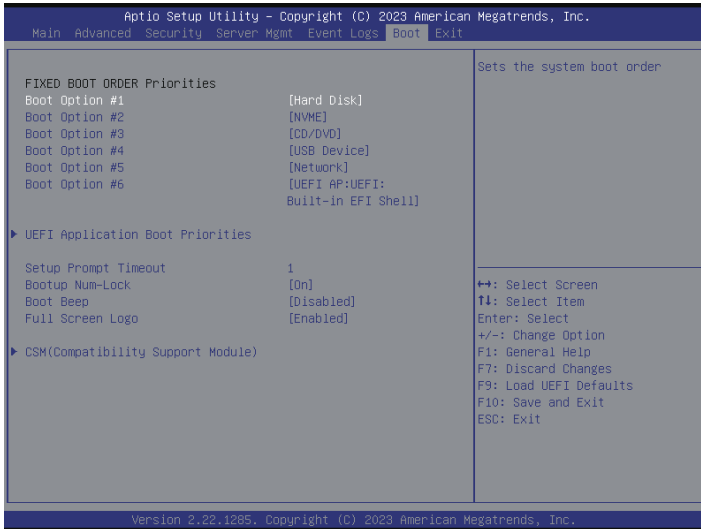 Aptio Setup Utility – Copyright (C) 2023 American Megatrends, Inc.
Main Advanced Security Server Mgmt Event Logs Boot Exit
FIXED BOOT ORDER Priorities
Boot Option #1 [Hard Disk]
Boot Option #2 [NVME]
Boot Option #3 [CD/DVD]
Boot Option #4 [USB Device]
Boot Option #5 [Network]
Boot Option #6 [UEFI AP:UEFI:
Built-in EFI Shell]
UEFI Application Boot Priorities
Setup Prompt Timeout 1
Bootup Num-Lock [On]
Boot Beep [Disabled]
Full Screen Logo [Enabled]
CSM(Compatibility Support Module)
Sets the system boot order
↔: Select Screen
↑↓: Select Item
Enter: Select
+/-: Change Option
F1: General Help
F7: Discard Changes
F9: Load UEFI Defaults
F10: Save and Exit
ESC: Exit
Version 2.22.1285. Copyright (C) 2023 American Megatrends, Inc.